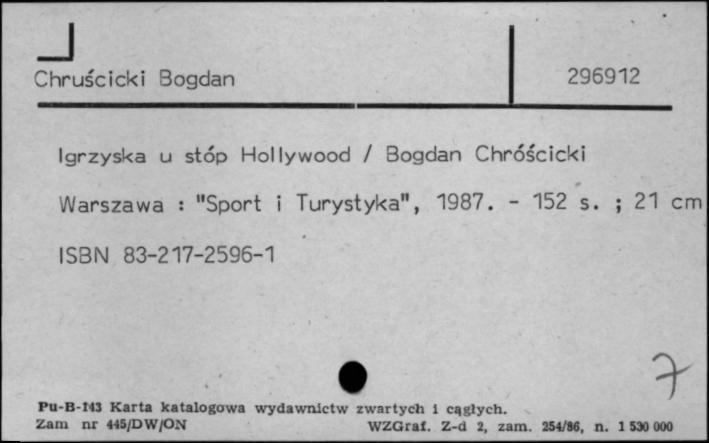 Chruścicki Bogdan
296912
Igrzyska u stóp Hollywood / Bogdan Chróścicki
Warszawa : "Sport i Turystyka", 1987. - 152 s. ; 21 cm
ISBN 83-217-2596-1
7
Pu-B-143 Karta katalogowa wydawnictw zwartych i cągłych.
Zam nr 445/DW/ON
WZGraf. Z-d 2, zam. 254/86, n. 1 530 000